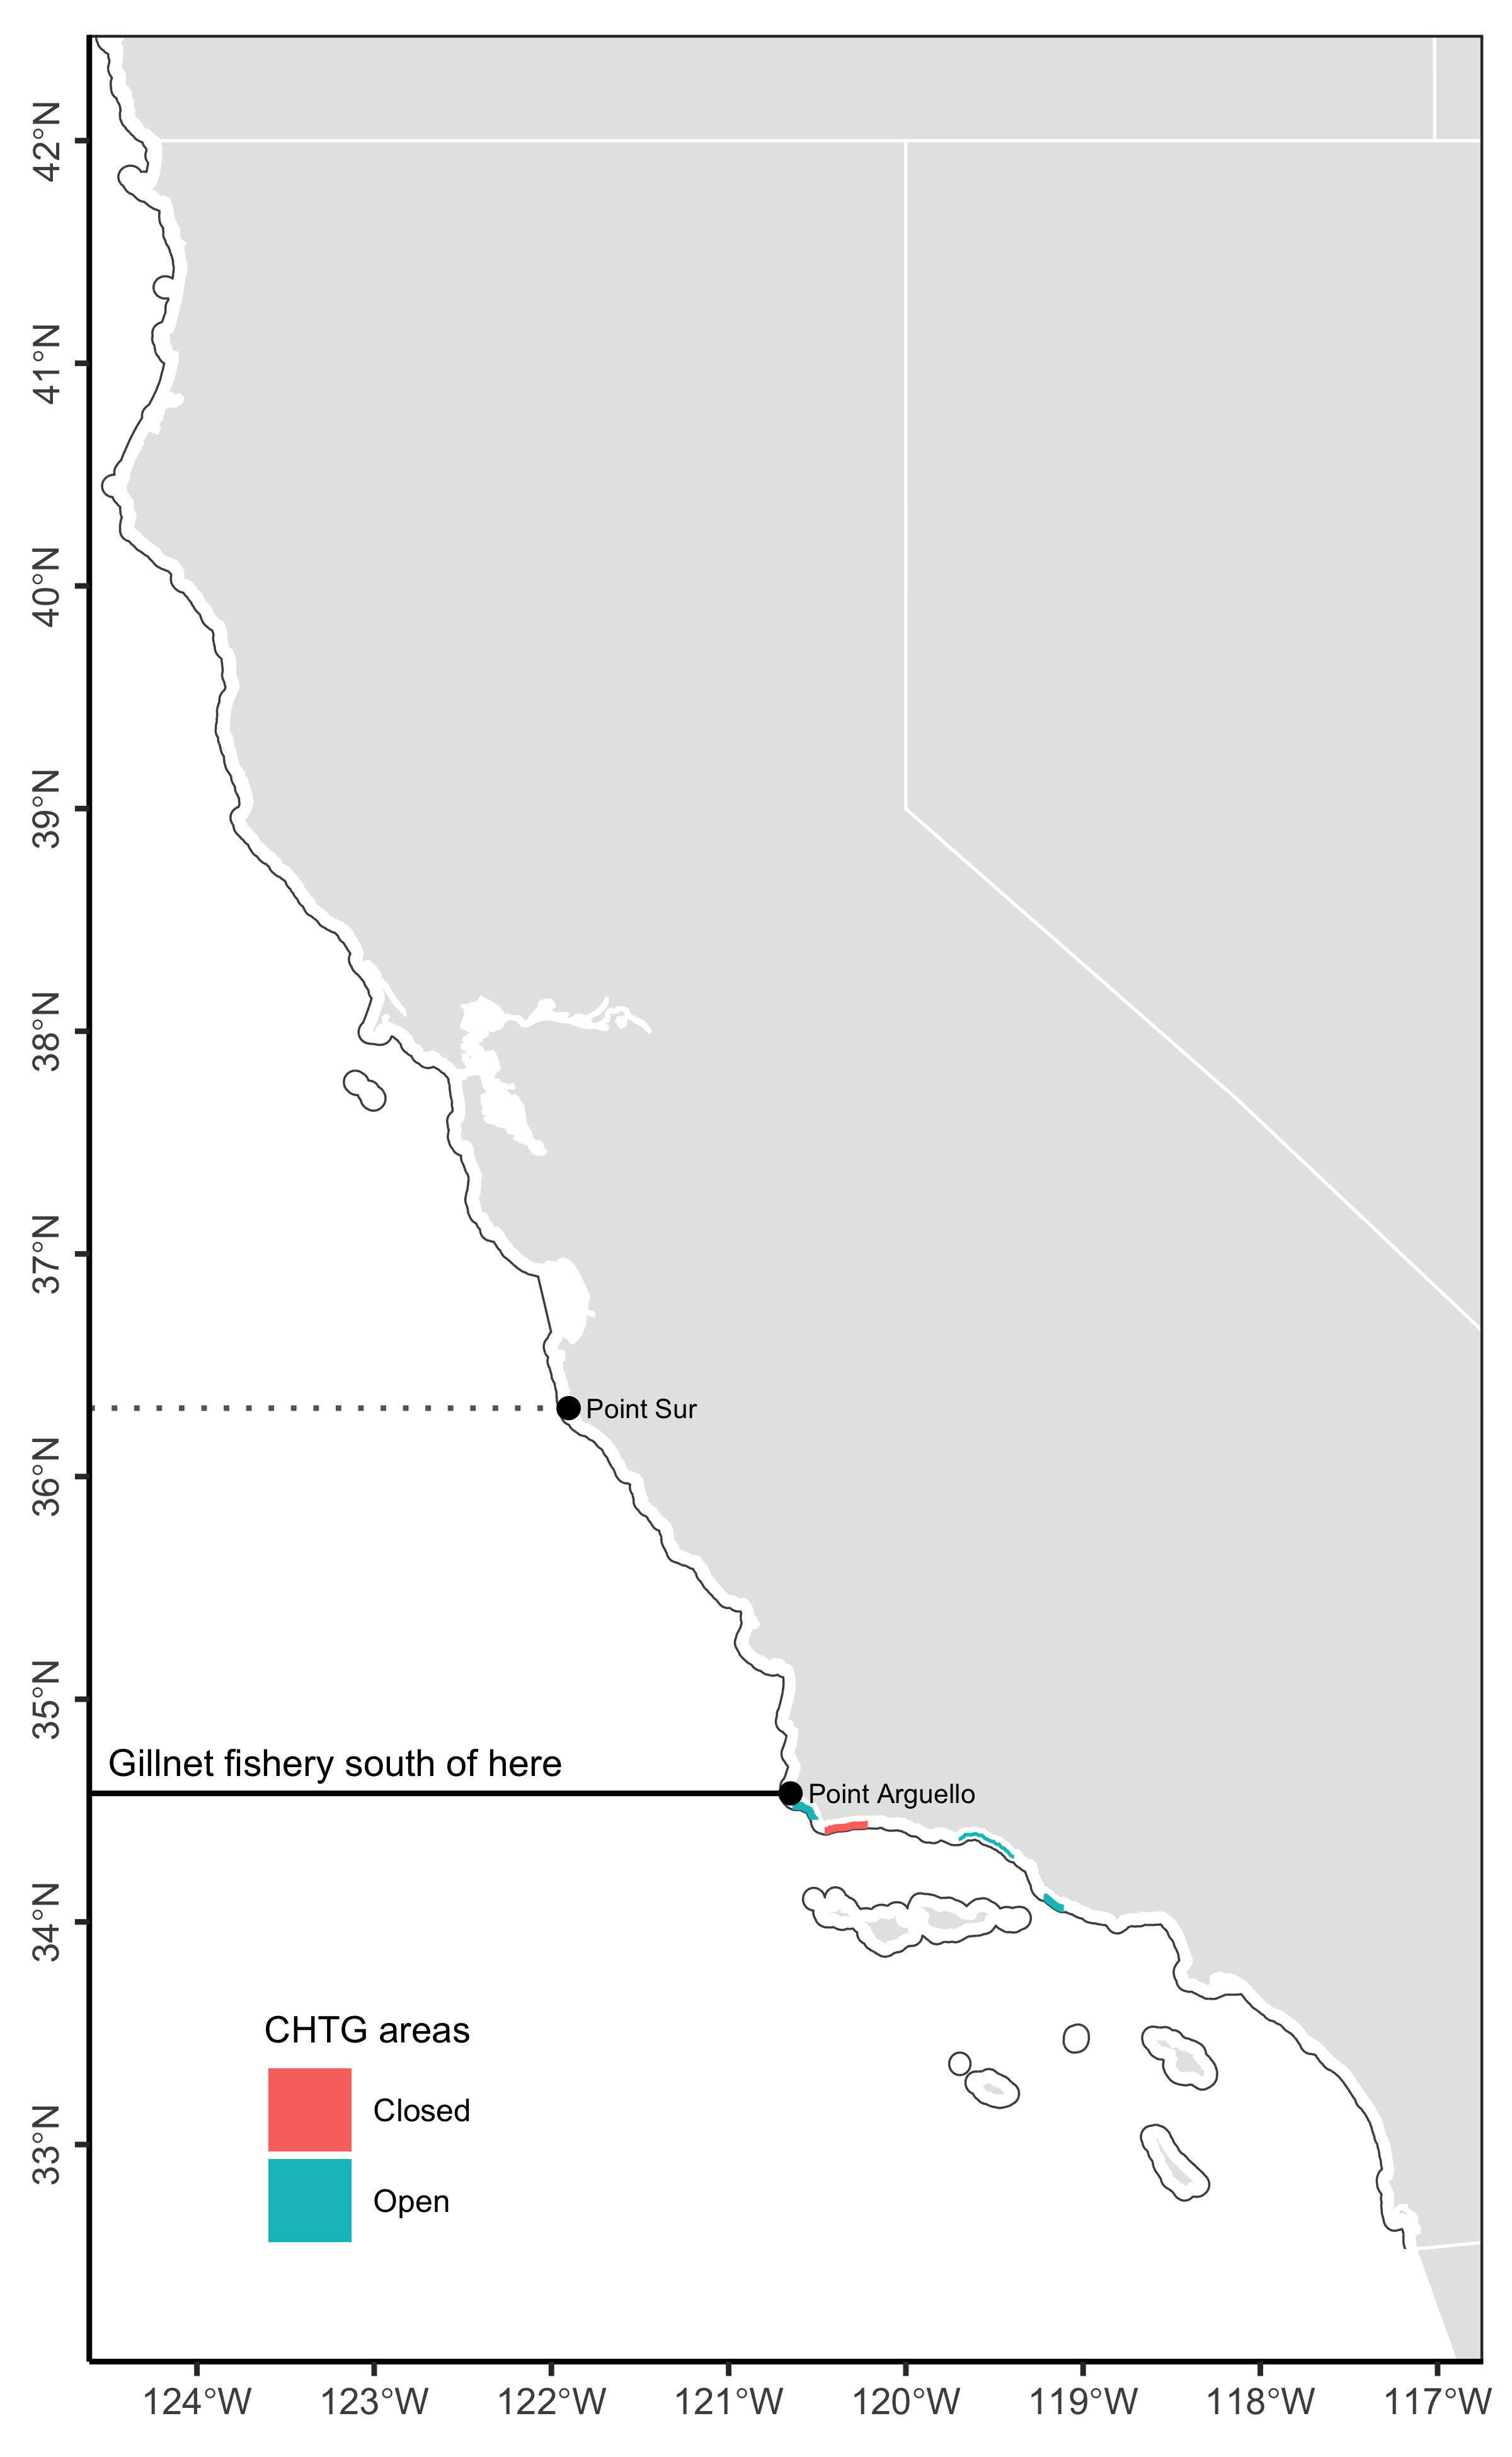 42°N
41°N
40°N
39°N
38°N
37°N
Point Sur
36°N
35°N
Gillnet fishery south of here
Point Arguello
34°N
CHTG areas
Closed
33°N
Open
124°W
123°W
122°W
121°W
120°W
119°W
118°W
117°W